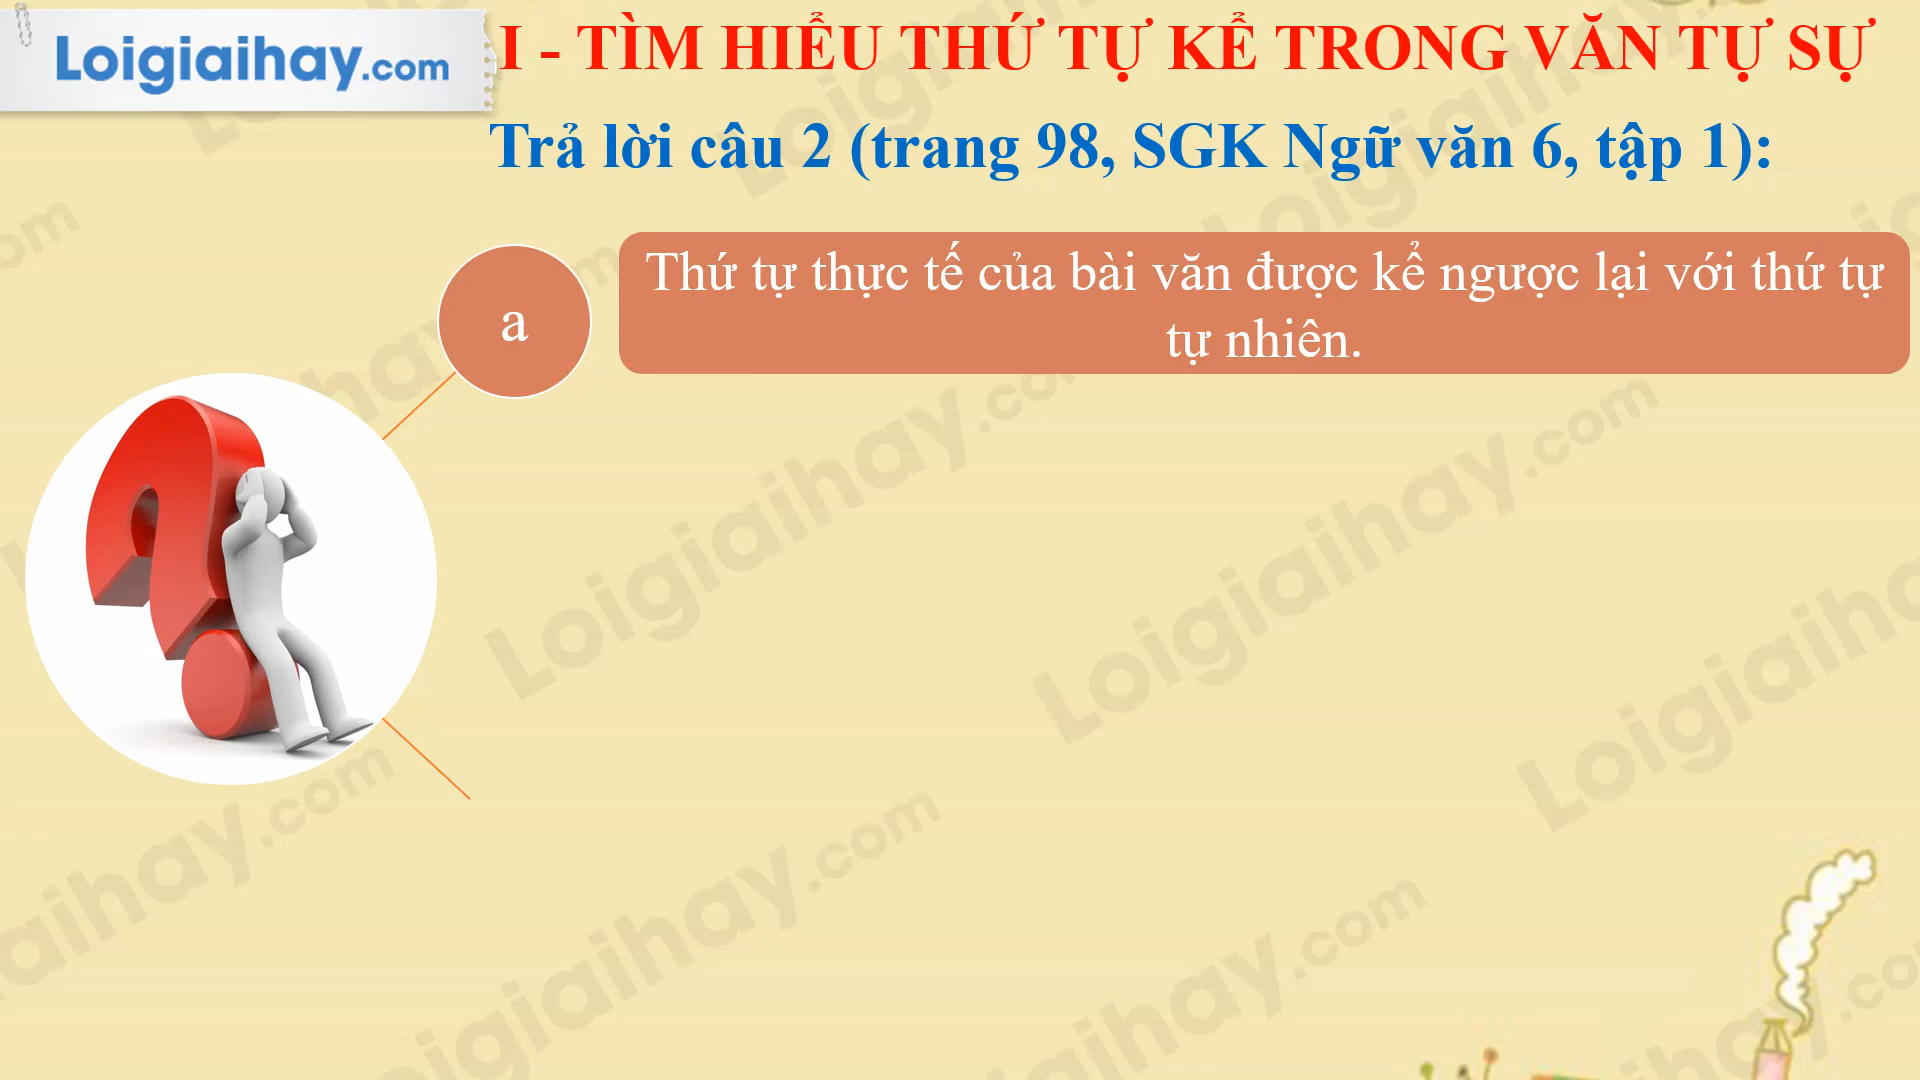 Loigiaihay.com
I - TÌM HIỂU THỨ TỰ KỂ TRONG VĂN TỰ SỰ
Trả lời câu 2 (trang 98, SGK Ngữ văn 6, tập 1):
a
Thứ tự thực tế của bài văn được kể ngược lại với thứ tự
tự nhiên.